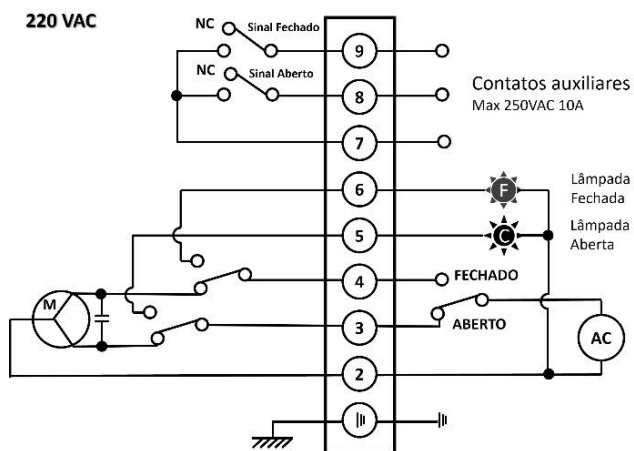 220 VAC
NC Sinal Fechado
9
NC Sinal Aberto
8
Contatos auxiliares
Max 250VAC 10A
7
6
F
Lâmpada
Fechada
5
C
Lâmpada
Aberta
4
FECHADO
M
3
ABERTO
AC
2